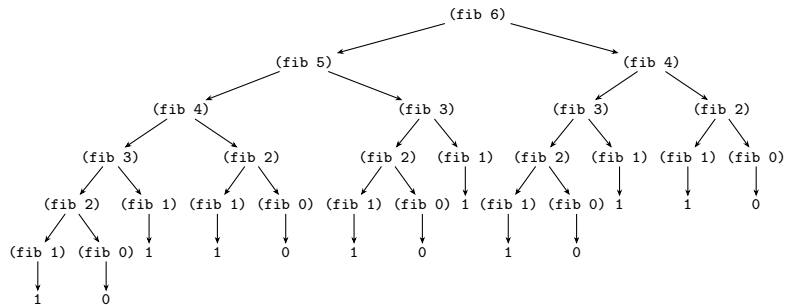 (fib 6)
(fib 5) (fib 4)
(fib 4) (fib 3) (fib 3) (fib 2)
(fib 3) (fib 2) (fib 2) (fib 1) (fib 2) (fib 1) (fib 1) (fib 0)
(fib 2) (fib 1) (fib 1) (fib 0) (fib 1) (fib 0) 1 (fib 1) (fib 0) 1 1 0
(fib 1) (fib 0) 1 1 0 1 0 1 0
1 0